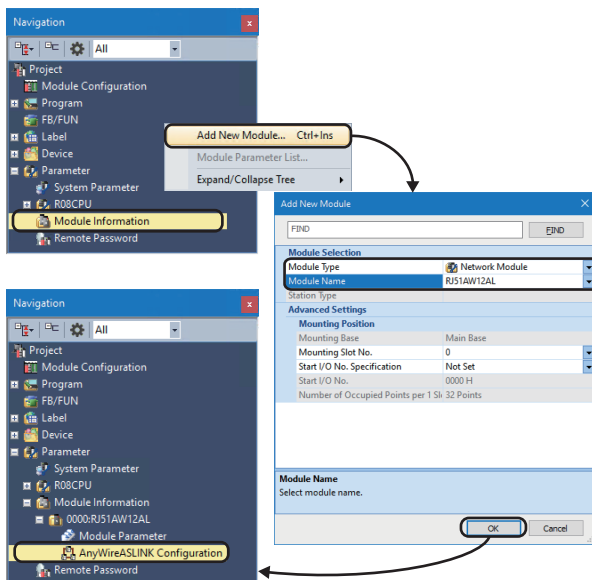 Navigation
All
Project
Module Configuration
Program
FB/FUN
Label
Device
Parameter
System Parameter
R08CPU
Module Information
Remote Password
Add New Module... Ctrl+Ins
Module Parameter List...
Expand/Collapse Tree
Add New Module
FIND FIND
Module Selection
Module Type Network Module
Module Name RJ51AW12AL
Station Type
Advanced Settings
Mounting Position
Mounting Base Main Base
Mounting Slot No. 0
Start I/O No. Specification Not Set
Start I/O No. 0000 H
Number of Occupied Points per 1 Sl 32 Points
Module Name
Select module name.
OK Cancel
Navigation
All
Project
Module Configuration
Program
FB/FUN
Label
Device
Parameter
System Parameter
R08CPU
Module Information
0000:RJ51AW12AL
Module Parameter
AnyWireASLINK Configuration
Remote Password